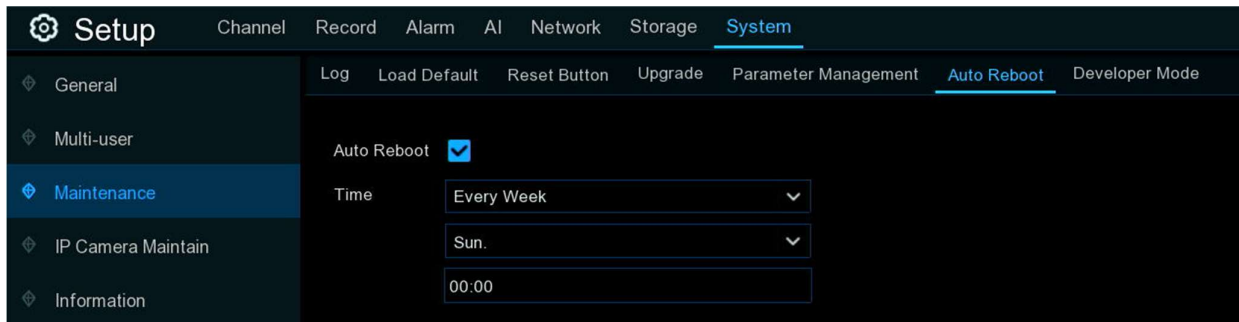 Setup Channel Record Alarm AI Network Storage System
General
Multi-user
Maintenance
IP Camera Maintain
Information
Log Load Default Reset Button Upgrade Parameter Management Auto Reboot Developer Mode
Auto Reboot
Time Every Week
Sun.
00:00